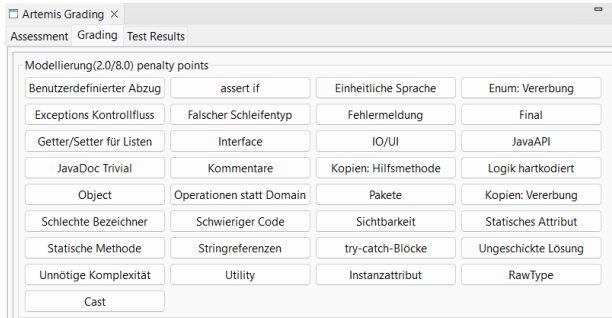 Artemis Grading
Assessment Grading Test Results
Modellierung(2.0/8.0) penalty points
Benutzerdefinierter Abzug assert if Einheitliche Sprache Enum: Vererbung
Exceptions Kontrollfluss Falscher Schleifentyp Fehlermeldung Final
Getter/Setter für Listen Interface IO/UI JavaAPI
JavaDoc Trivial Kommentare Kopien: Hilfsmethode Logik hartkodiert
Object Operationen statt Domain Pakete Kopien: Vererbung
Schlechte Bezeichner Schwieriger Code Sichtbarkeit Statisches Attribut
Statische Methode Stringreferenzen try-catch-Blöcke Ungeschickte Lösung
Unnötige Komplexität Utility Instanzattribut RawType
Cast